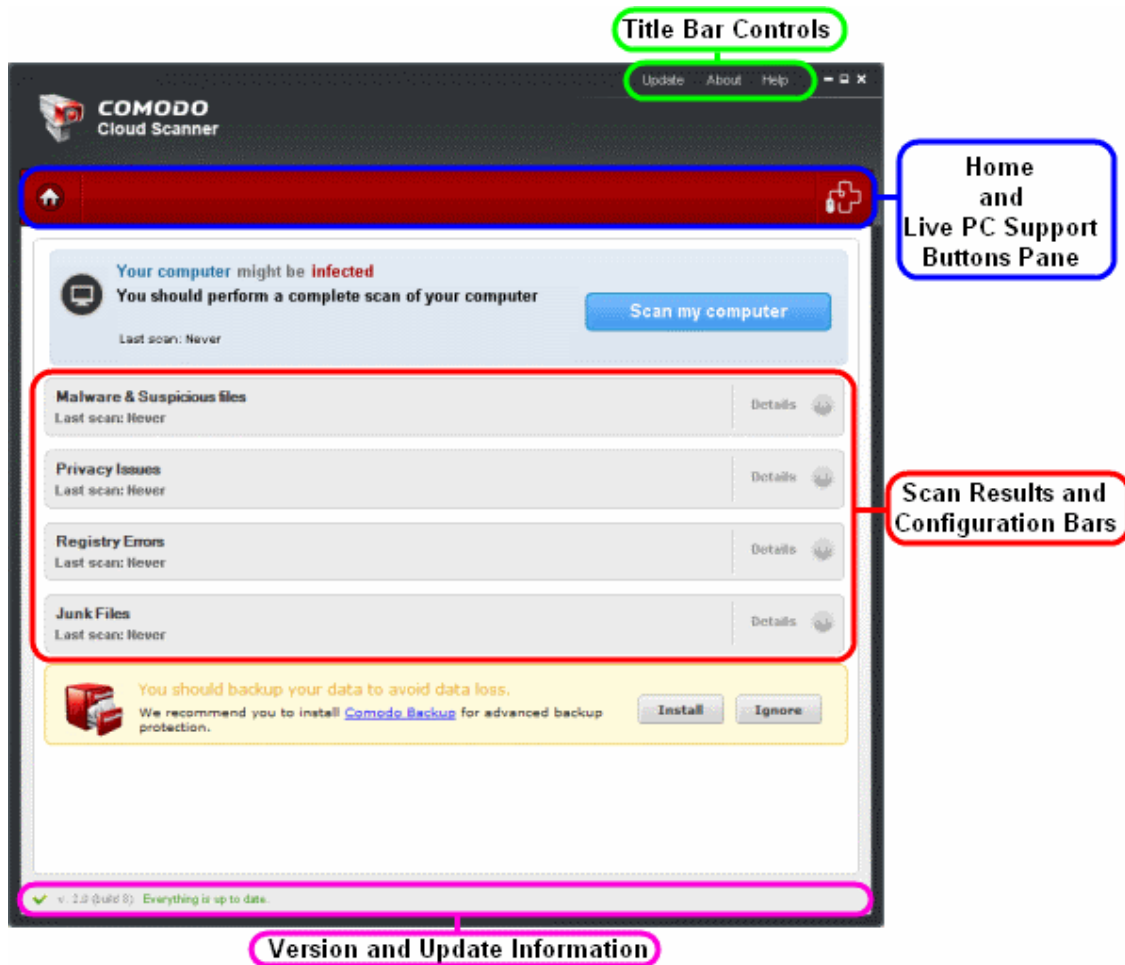 Title Bar Controls
Update About Help
COMODO
Cloud Scanner
Home
and
Live PC Support
Buttons Pane
Your computer might be infected
You should perform a complete scan of your computer
Scan my computer
Last scan: Never
Malware & Suspicious files
Last scan: Never
Details
Privacy Issues
Last scan: Never
Details
Scan Results and
Configuration Bars
Registry Errors
Last scan: Never
Details
Junk Files
Last scan: Never
Details
You should backup your data to avoid data loss.
We recommend you to install Comodo Backup for advanced backup
protection.
Install
Ignore
v. 2.0 (build 8) Everything is up to date.
Version and Update Information